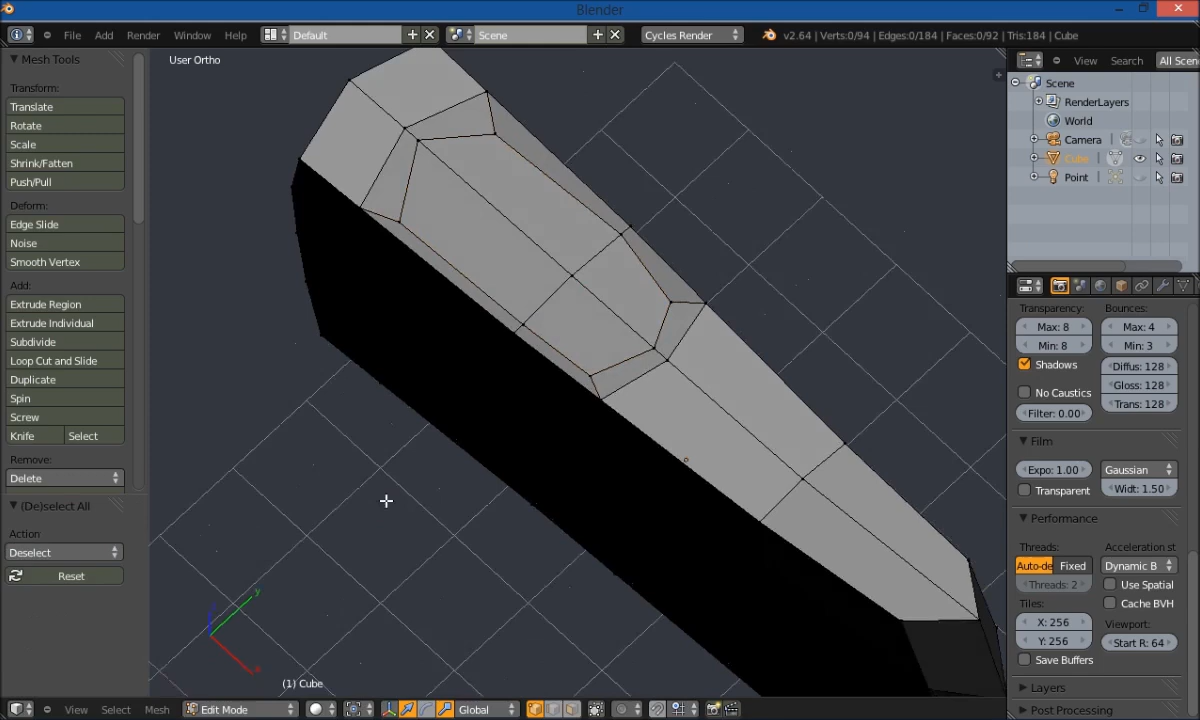 Blender
File Add Render Window Help Default Scene Cycles Render v2.64 | Verts:0/94 | Edges:0/184 | Faces:0/92 | Tris:184 | Cube
Mesh Tools
Transform:
Translate
Rotate
Scale
Shrink/Fatten
Push/Pull
Deform:
Edge Slide
Noise
Smooth Vertex
Add:
Extrude Region
Extrude Individual
Subdivide
Loop Cut and Slide
Duplicate
Spin
Screw
Knife Select
Remove:
Delete
(De)select All
Action
Deselect
Reset
User Ortho
y
(1) Cube
View Select Mesh Edit Mode Global
View Search All Scen
Scene
RenderLayers
World
Camera
Cube
Point
Transparency: Bounces:
Max: 8 Max: 4
Min: 8 Min: 3
Shadows Diffus: 128
Gloss: 128
No Caustics Trans: 128
Filter: 0.00
Film
Expo: 1.00 Gaussian
Transparent Widt: 1.50
Performance
Threads: Acceleration st
Auto-de Fixed Dynamic B
Threads: 2 Use Spatial
Tiles: Cache BVH
X: 256 Viewport:
Y: 256 Start R: 64
Save Buffers
Layers
Post Processing